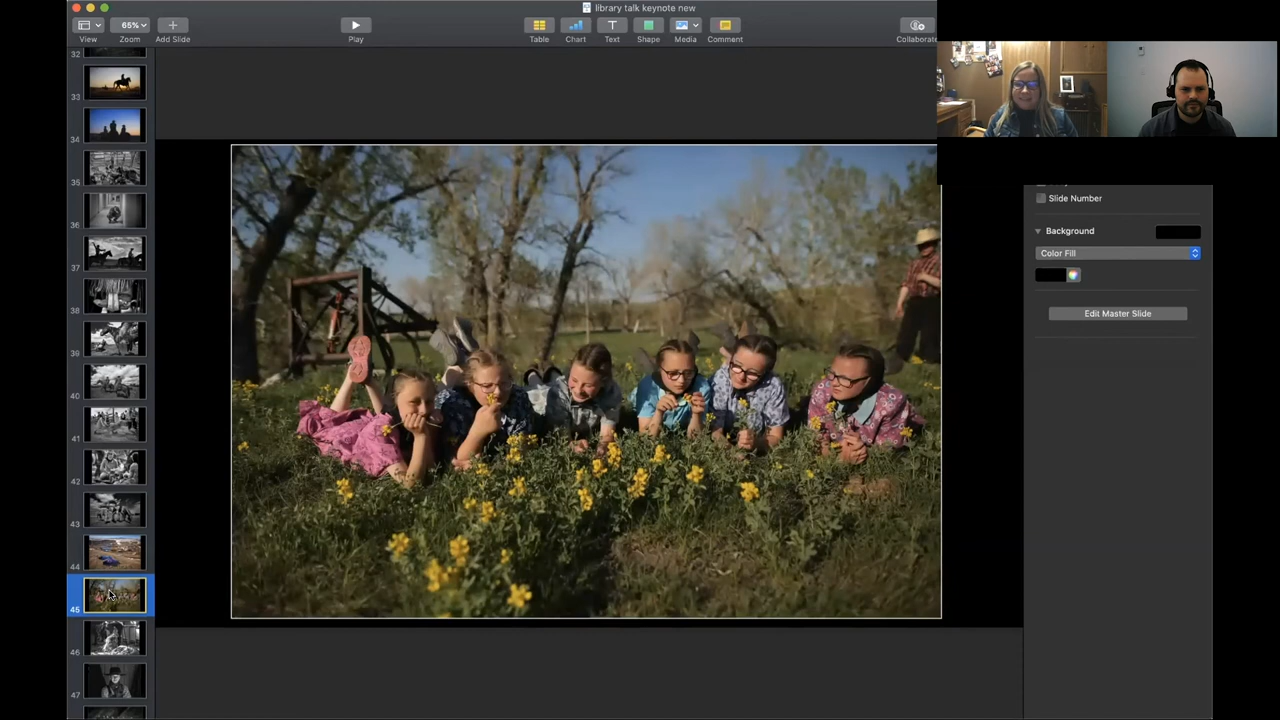 library talk keynote new
65%
View
Zoom
Add Slide
Play
Table
Chart
Text
Shape
Media
Comment
Collaborate
32
33
34
35
36
37
38
39
40
41
42
43
44
45
46
47
Slide Number
Background
Color Fill
Edit Master Slide